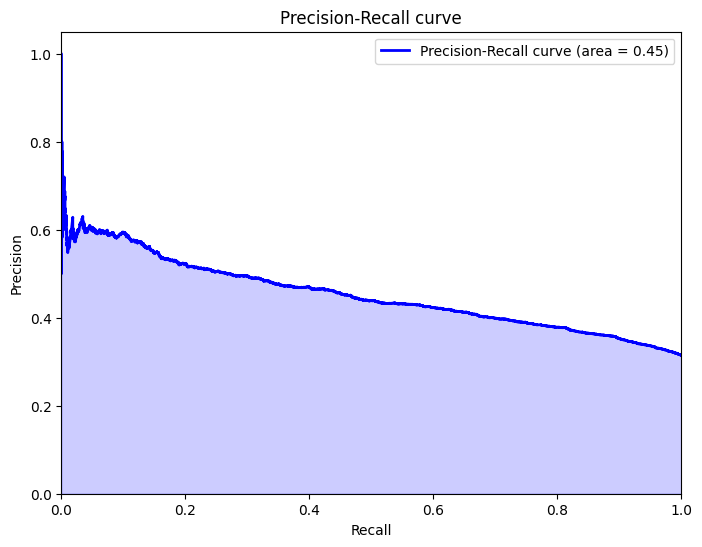 Precision-Recall curve
Precision-Recall curve (area = 0.45)
1.0
0.8
0.6
0.4
0.2
0.0
Precision
0.0 0.2 0.4 0.6 0.8 1.0
Recall